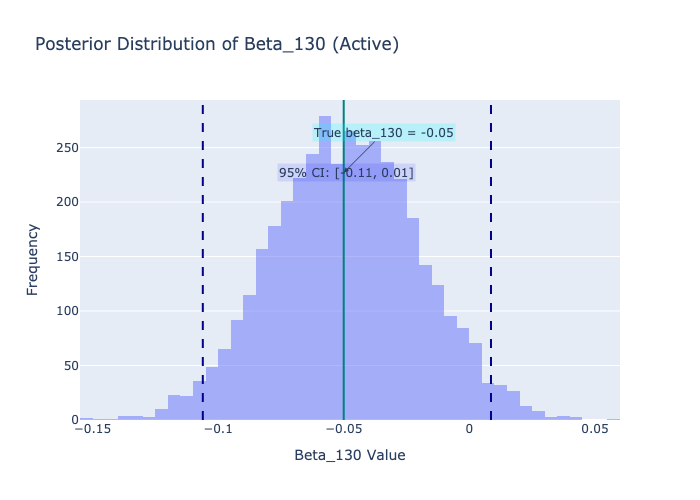 Posterior Distribution of Beta_130 (Active)
True beta_130 = -0.05
95% CI: [-0.11, 0.01]
Frequency
250
200
150
100
50
0
−0.15
−0.1
−0.05
0
0.05
Beta_130 Value